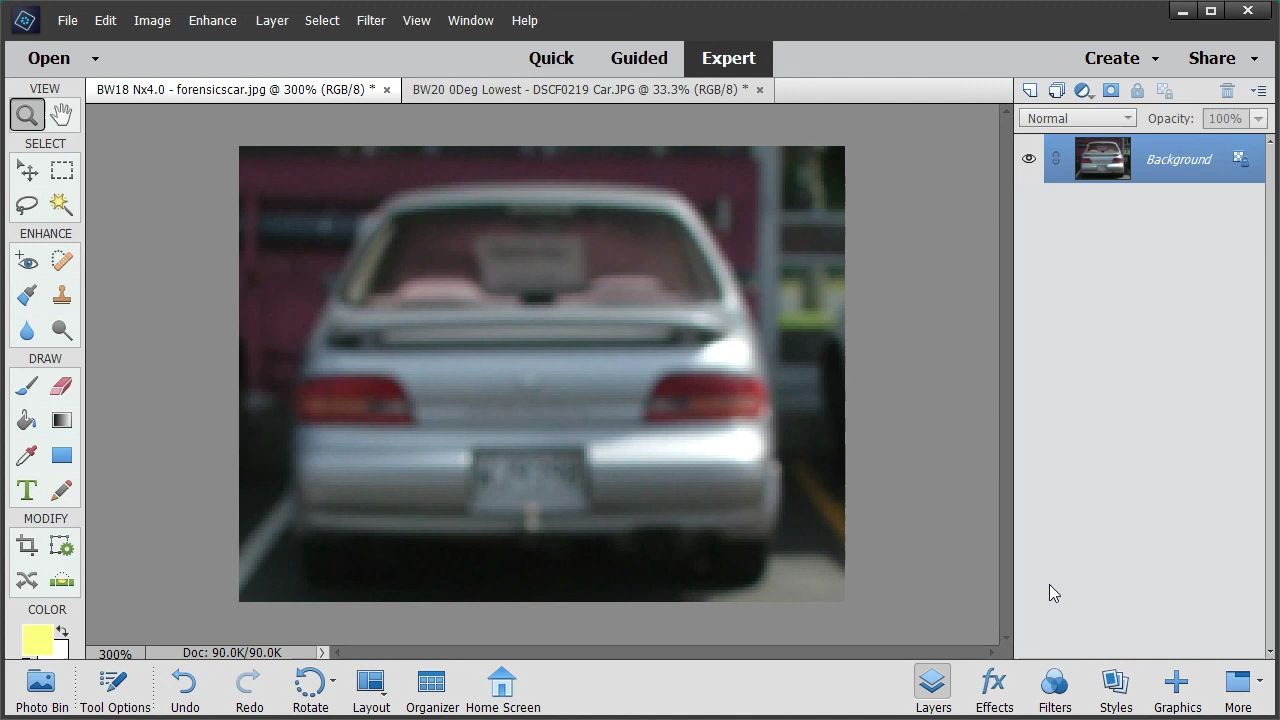 File Edit Image Enhance Layer Select Filter View Window Help
Open Quick Guided Expert Create Share
VIEW
BW18 Nx4.0 - forensicscar.jpg @ 300% (RGB/8) * × BW20 0Deg Lowest - DSCF0219 Car.JPG @ 33.3% (RGB/8) * ×
Normal Opacity: 100%
SELECT
Background
ENHANCE
DRAW
T
MODIFY
COLOR
300% Doc: 90.0K/90.0K
Photo Bin Tool Options Undo Redo Rotate Layout Organizer Home Screen Layers Effects Filters Styles Graphics More